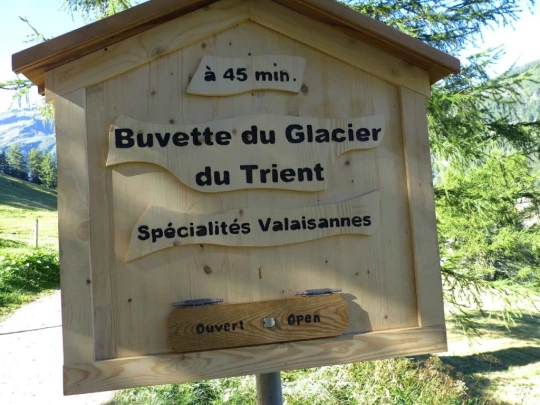 à 45 min.
Buvette du Glacier
du Trient
Spécialités Valaisannes
Ouvert Open